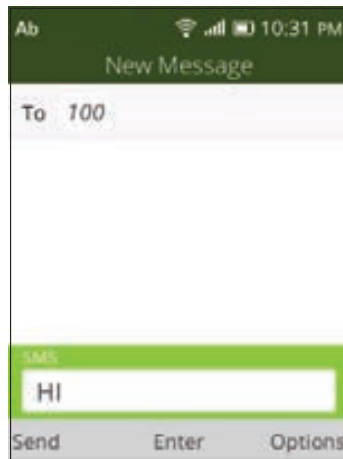 Ab 10:31 PM
New Message
To 100
SMS
HI
Send Enter Options